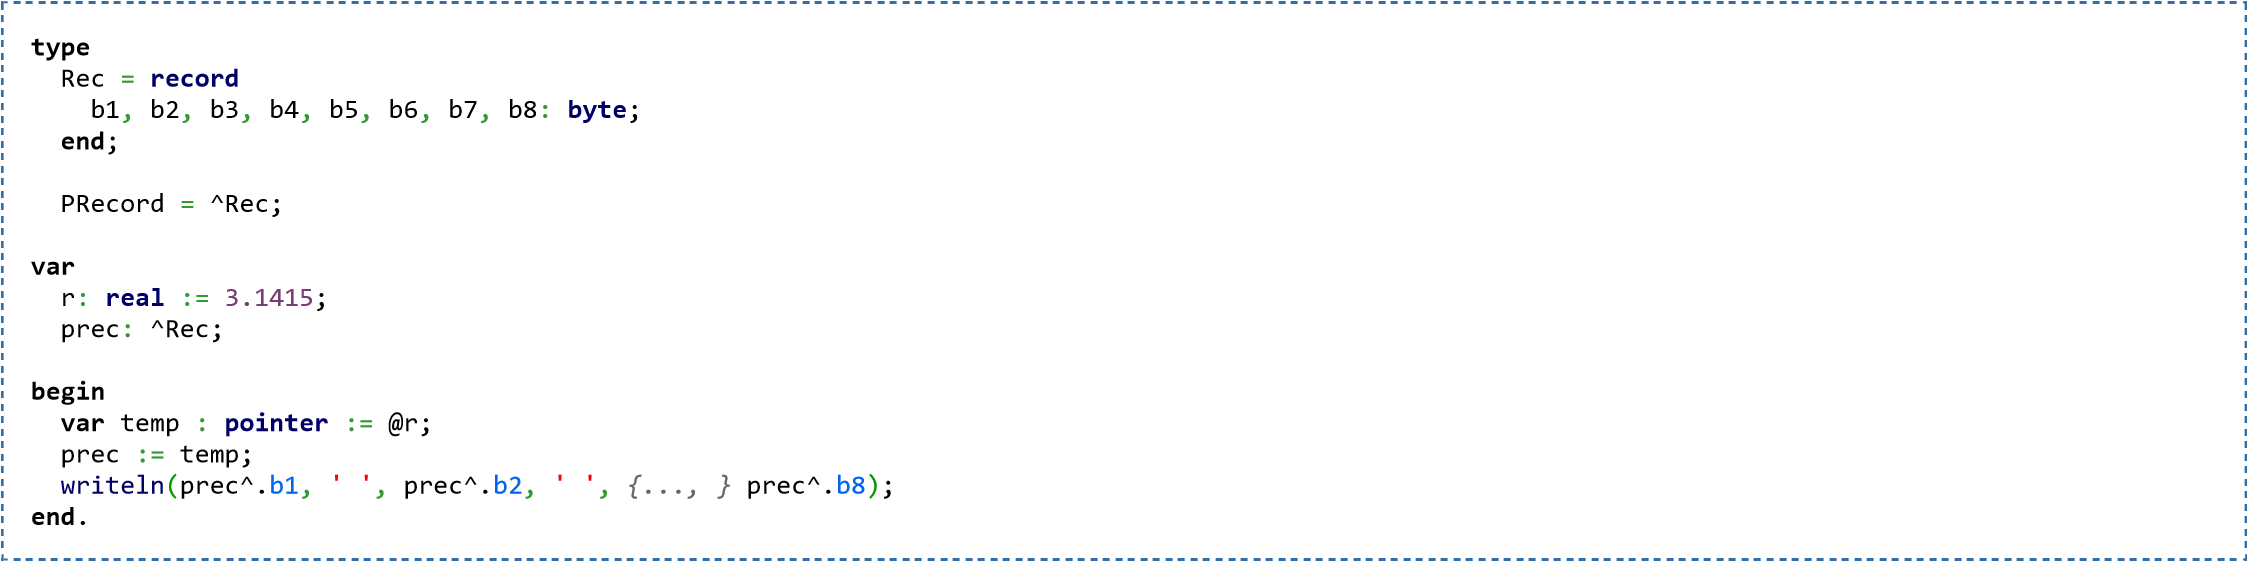 type
  Rec = record
    b1, b2, b3, b4, b5, b6, b7, b8: byte;
  end;
  PRecord = ^Rec;
var
  r: real := 3.1415;
  prec: ^Rec;
begin
  var temp : pointer := @r;
  prec := temp;
  writeln(prec^.b1, ' ', prec^.b2, ' ', {..., } prec^.b8);
end.